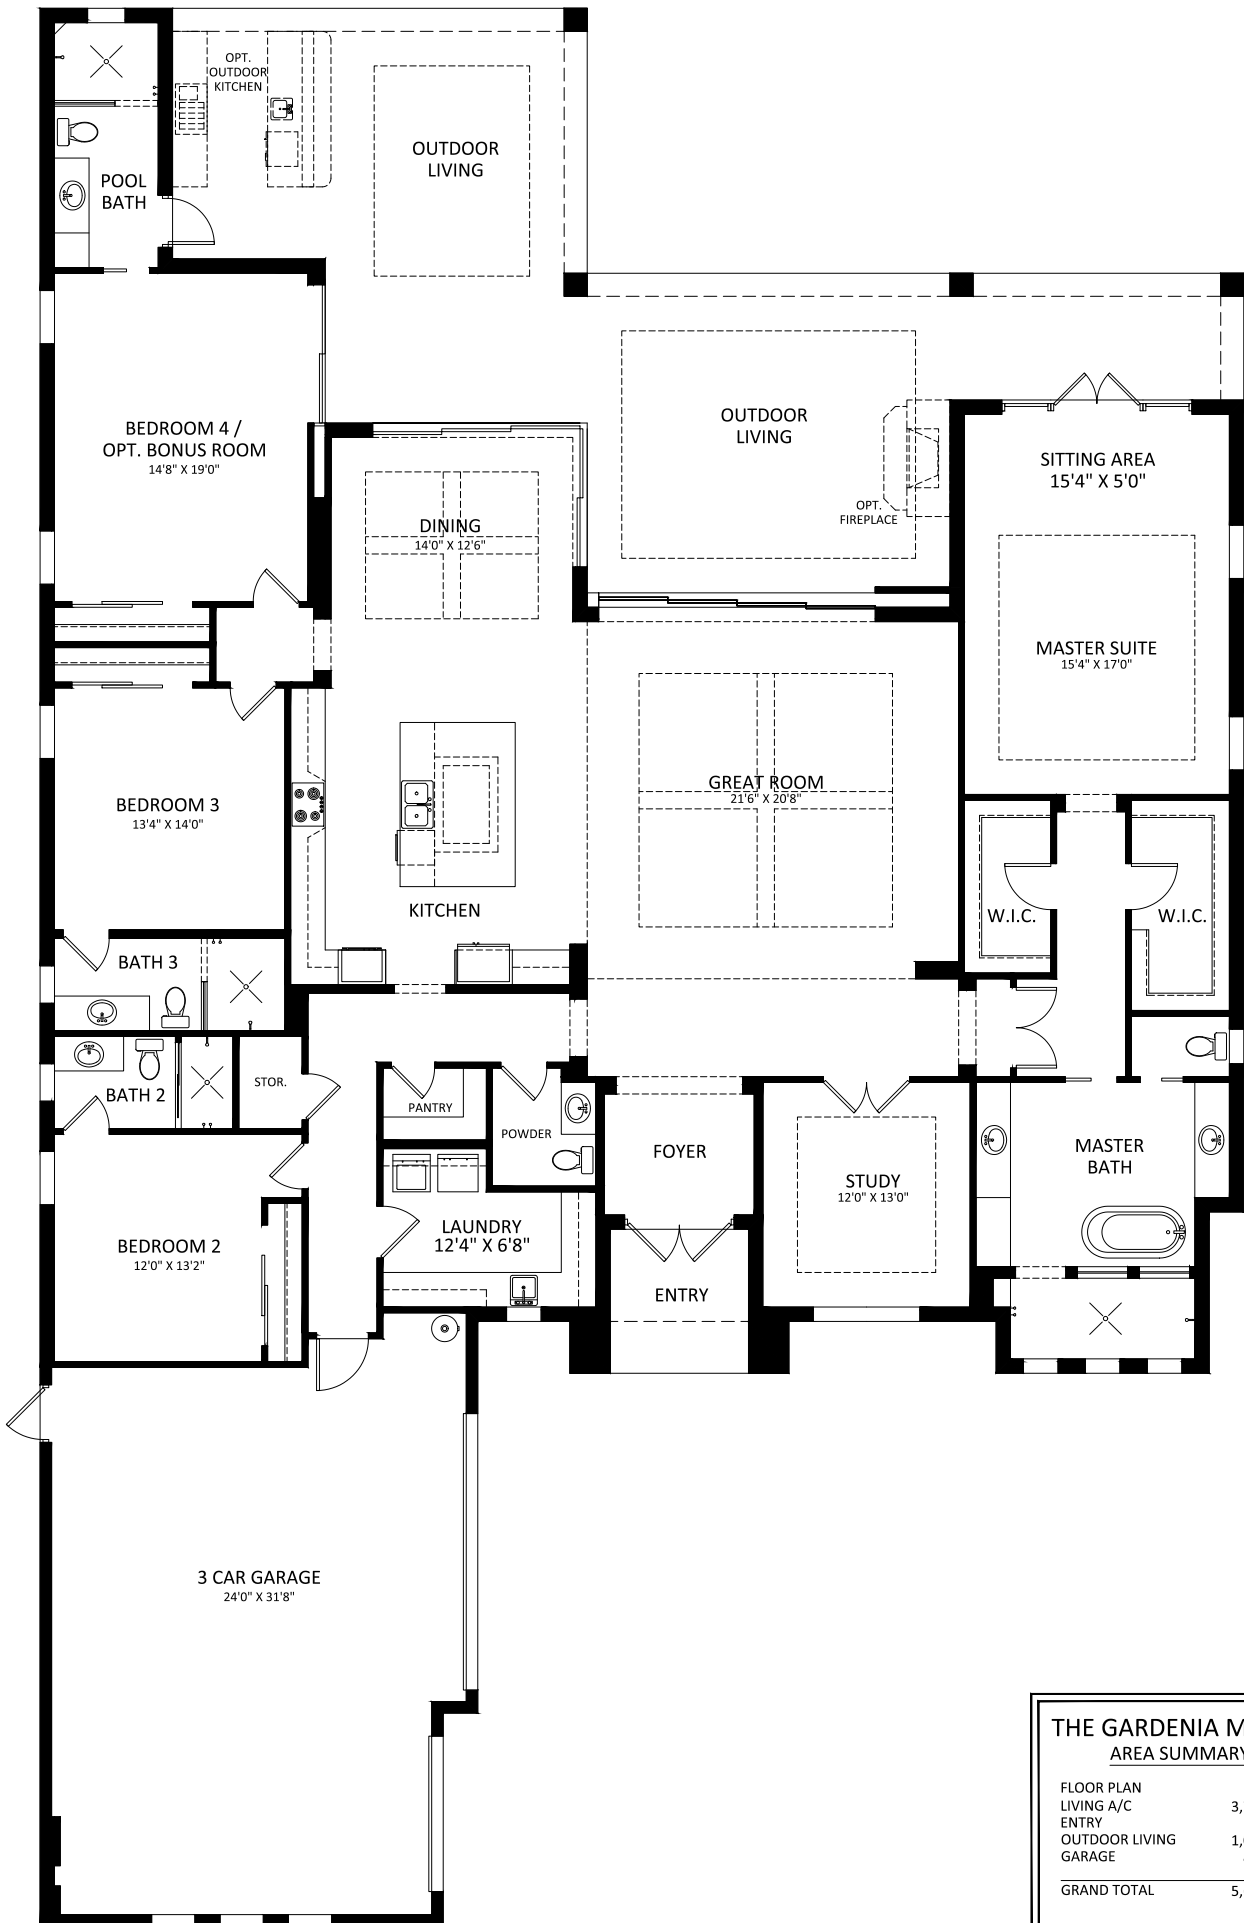 OPT.
OUTDOOR
KITCHEN
OUTDOOR
LIVING
POOL
BATH
BEDROOM 4 /
OPT. BONUS ROOM
14'8" X 19'0"
OUTDOOR
LIVING
OPT.
FIREPLACE
SITTING AREA
15'4" X 5'0"
DINING
14'0" X 12'6"
MASTER SUITE
15'4" X 17'0"
BEDROOM 3
13'4" X 14'0"
GREAT ROOM
21'6" X 20'8"
KITCHEN
W.I.C.
W.I.C.
BATH 3
STOR.
BATH 2
PANTRY
POWDER
FOYER
STUDY
12'0" X 13'0"
MASTER
BATH
BEDROOM 2
12'0" X 13'2"
LAUNDRY
12'4" X 6'8"
ENTRY
3 CAR GARAGE
24'0" X 31'8"
THE GARDENIA M
AREA SUMMARY
FLOOR PLAN
LIVING A/C 3,
ENTRY
OUTDOOR LIVING 1,
GARAGE
GRAND TOTAL 5,